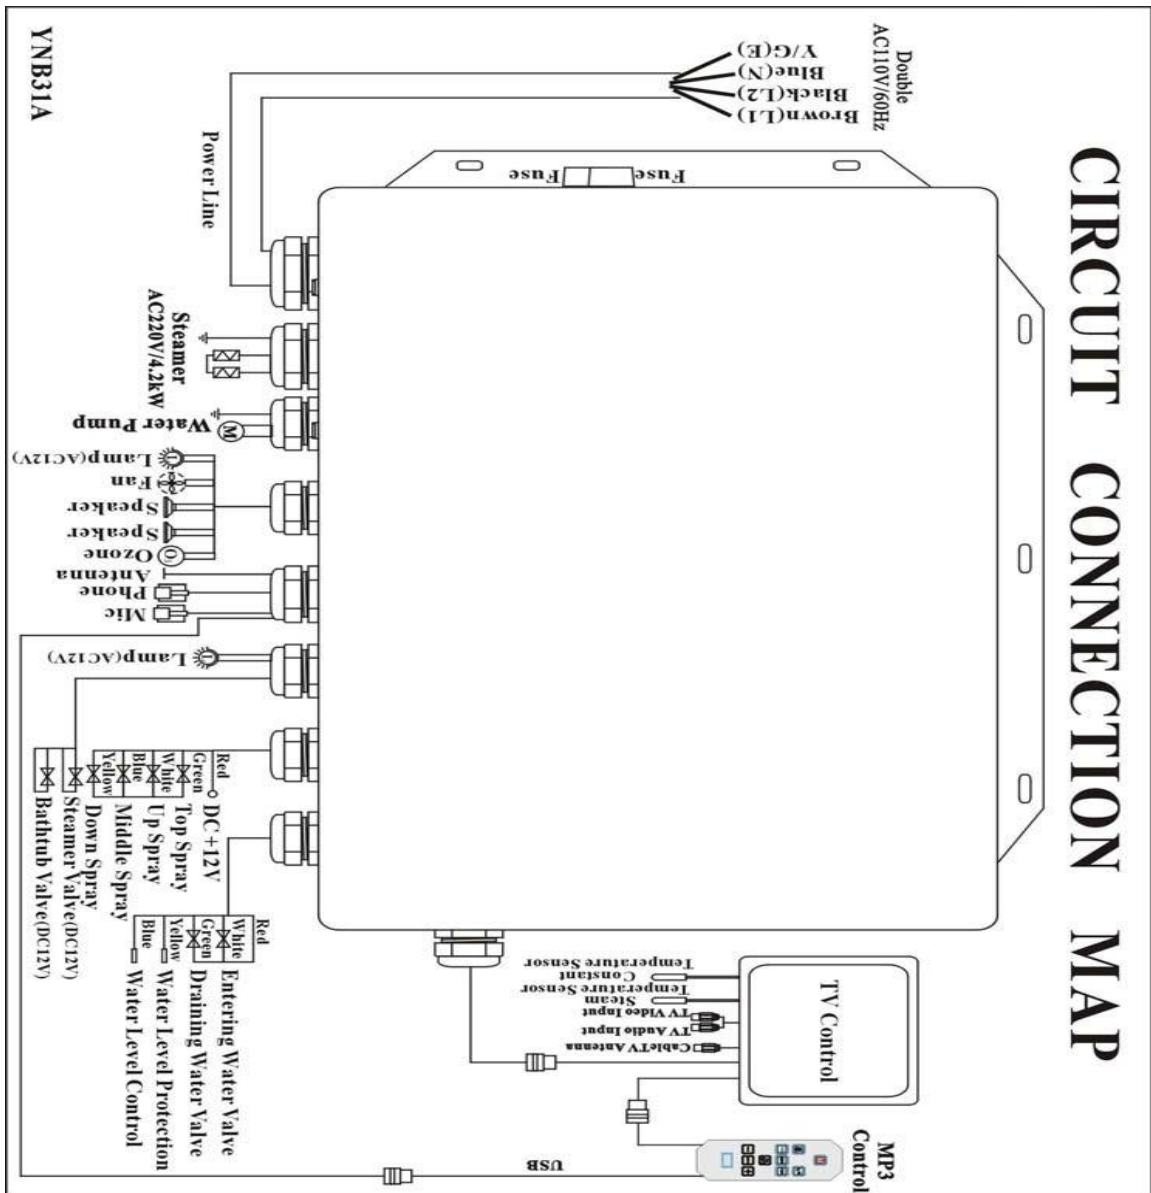 CIRCUIT CONNECTION MAP
Double
AC110V/60Hz
Y/G(E)
Blue(N)
Black(L2)
Brown(L1)
YNB31A
Power Line
Fuse
Fuse
Steamer
AC220V/4.2kW
Water Pump
M
Lamp(AC12V)
Fan
Speaker
Speaker
Ozone
O3
Antenna
Phone
Mic
Lamp(AC12V)
Red
Green
White
Blue
Yellow
DC+12V
Top Spray
Up Spray
Middle Spray
Down Spray
Steamer Valve(DC12V)
Bathtub Valve(DC12V)
Red
White
Green
Yellow
Blue
Entering Water Valve
Draining Water Valve
Water Level Protection
Water Level Control
Constant
Temperature Sensor
Steam
Temperature Sensor
TV Video Input
TV Audio Input
CableTV Antenna
TV Control
MP3
Control
USB